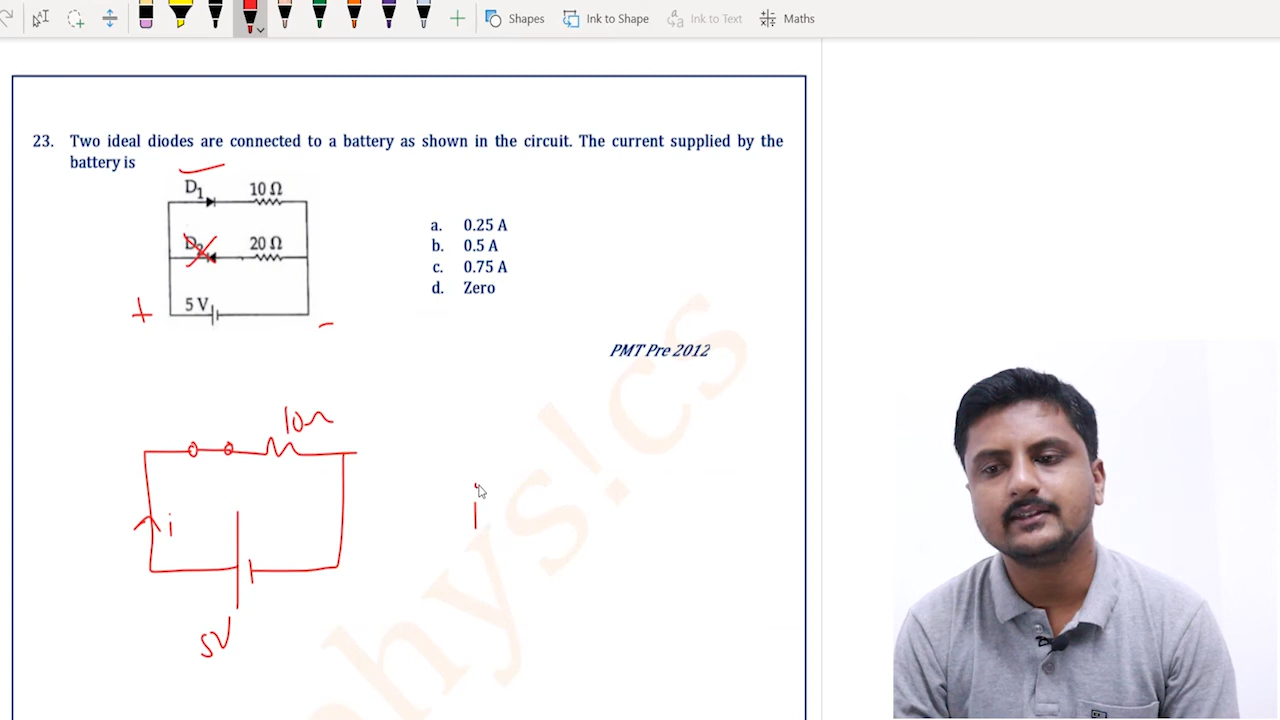 Shapes Ink to Shape Ink to Text Maths
23. Two ideal diodes are connected to a battery as shown in the circuit. The current supplied by the
battery is
D1 10 Ω
D2 20 Ω
5 V
+ -
a. 0.25 A
b. 0.5 A
c. 0.75 A
d. Zero
PMT Pre 2012
10Ω
i
i
5V
phys!cs